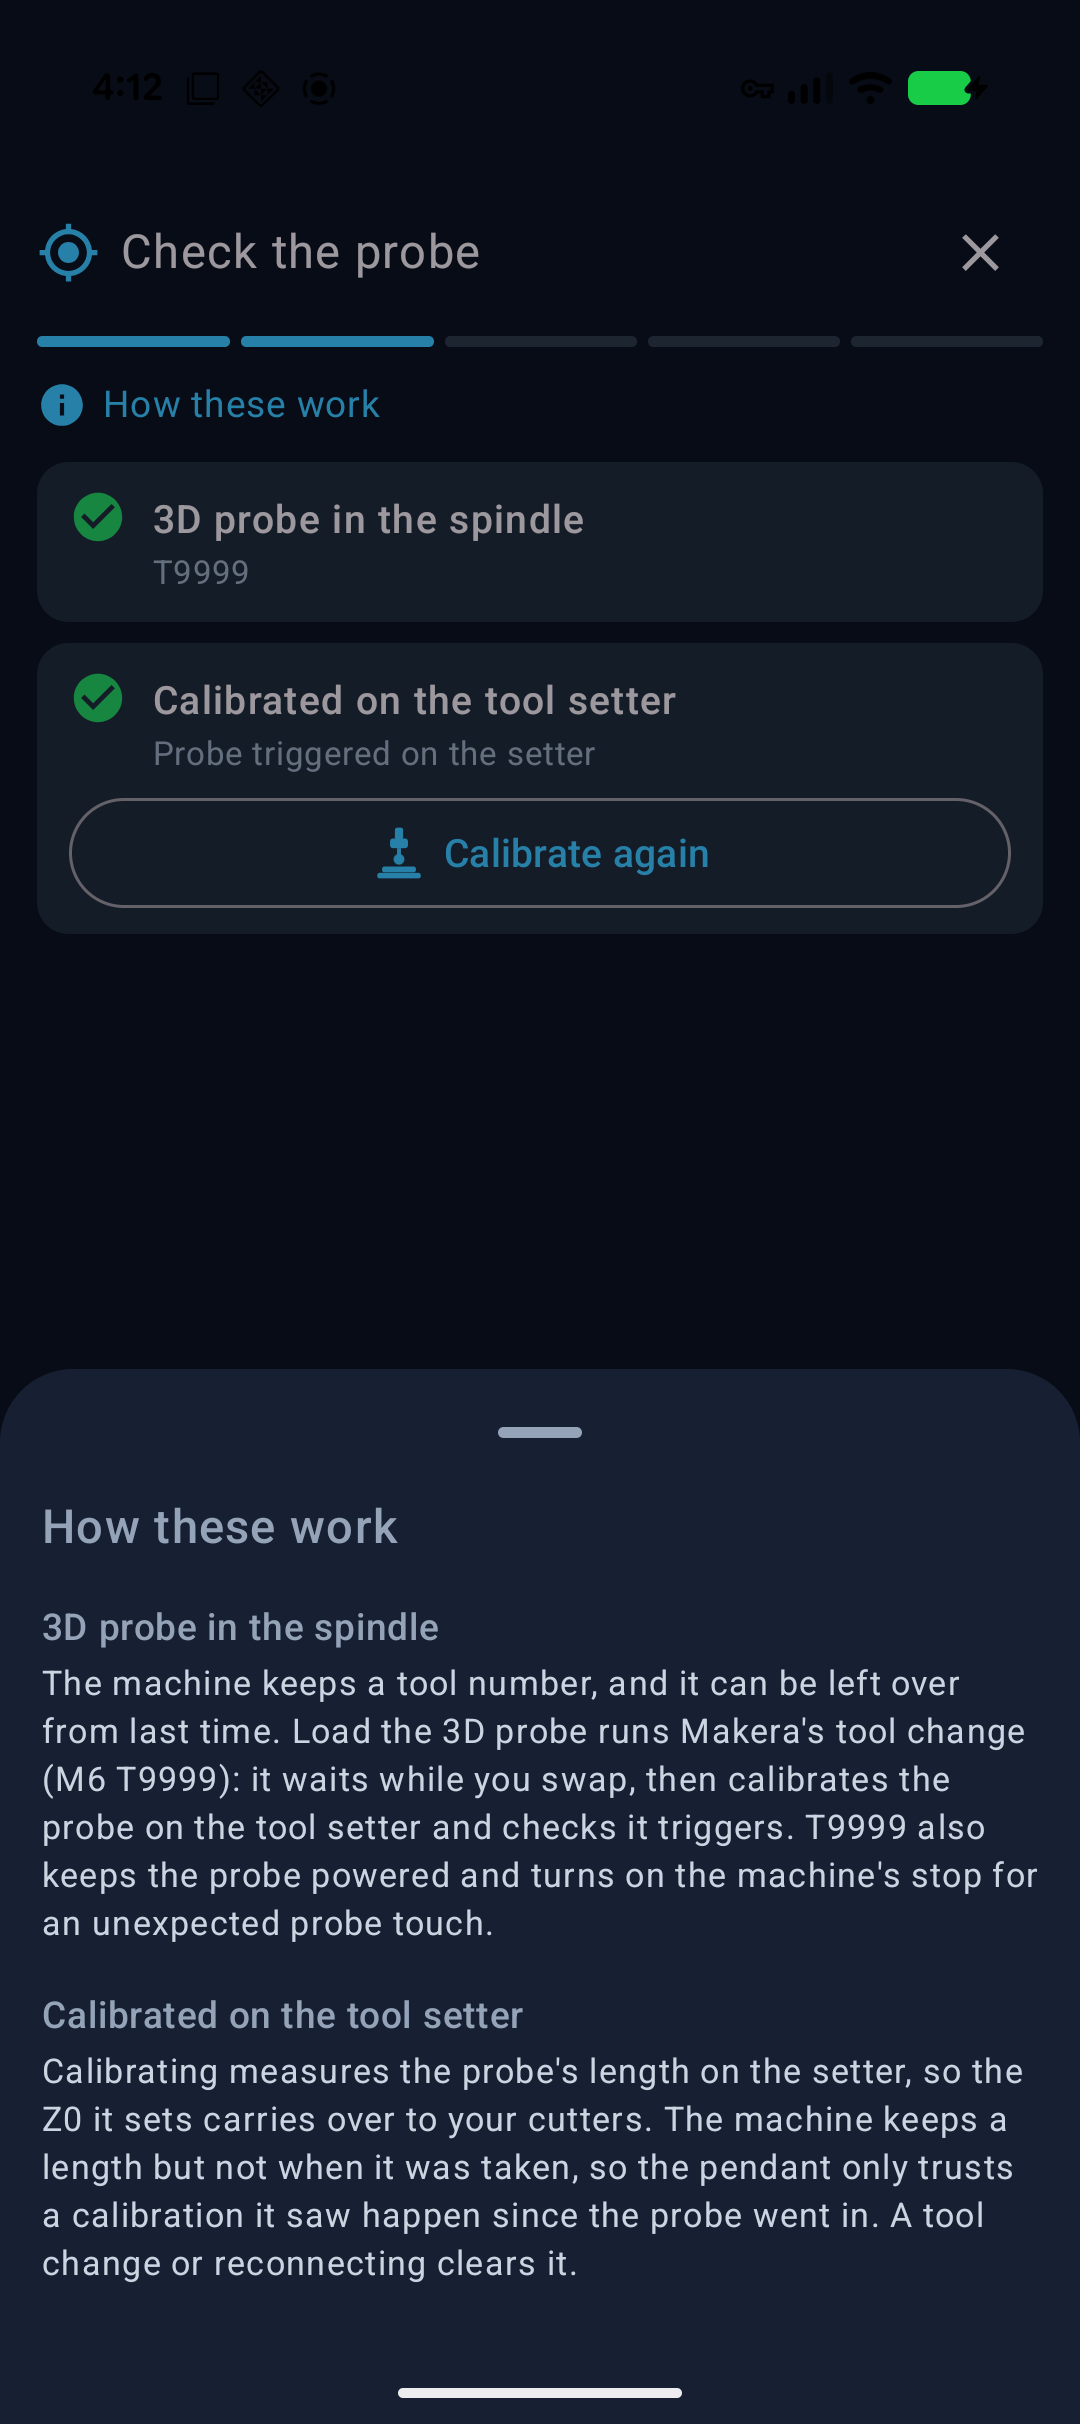 4:12
Check the probe
How these work
3D probe in the spindle
T9999
Calibrated on the tool setter
Probe triggered on the setter
Calibrate again
How these work
3D probe in the spindle
The machine keeps a tool number, and it can be left over
from last time. Load the 3D probe runs Makera's tool change
(M6 T9999): it waits while you swap, then calibrates the
probe on the tool setter and checks it triggers. T9999 also
keeps the probe powered and turns on the machine's stop for
an unexpected probe touch.
Calibrated on the tool setter
Calibrating measures the probe's length on the setter, so the
Z0 it sets carries over to your cutters. The machine keeps a
length but not when it was taken, so the pendant only trusts
a calibration it saw happen since the probe went in. A tool
change or reconnecting clears it.